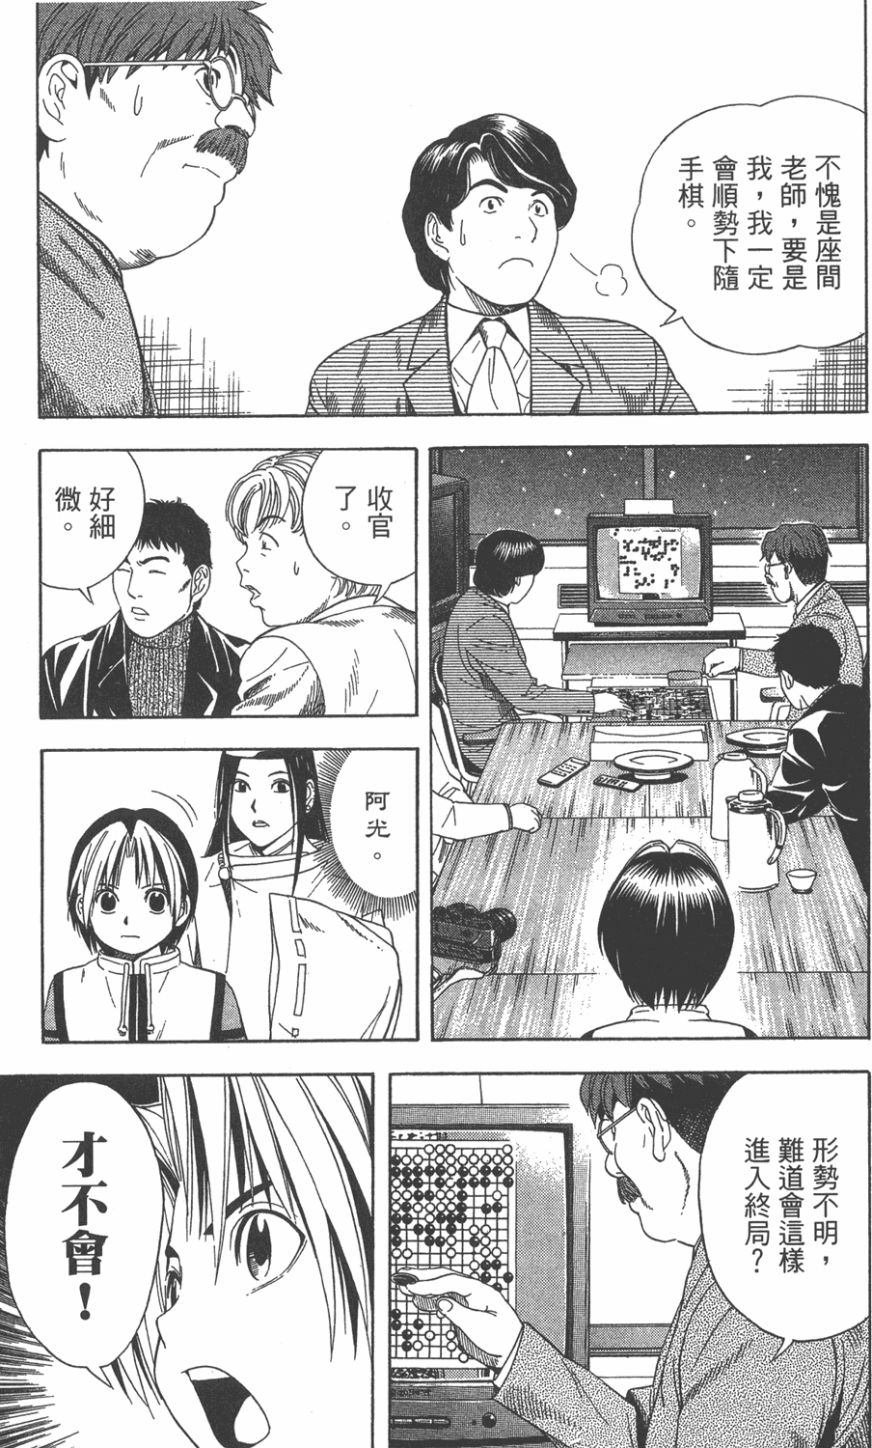 不愧是座間
老師，要是
我，我一定
會順勢下隨
手棋。
收官
了。
好細
微。
阿光。
形勢不明，
難道會這樣
進入終局？
才不會！